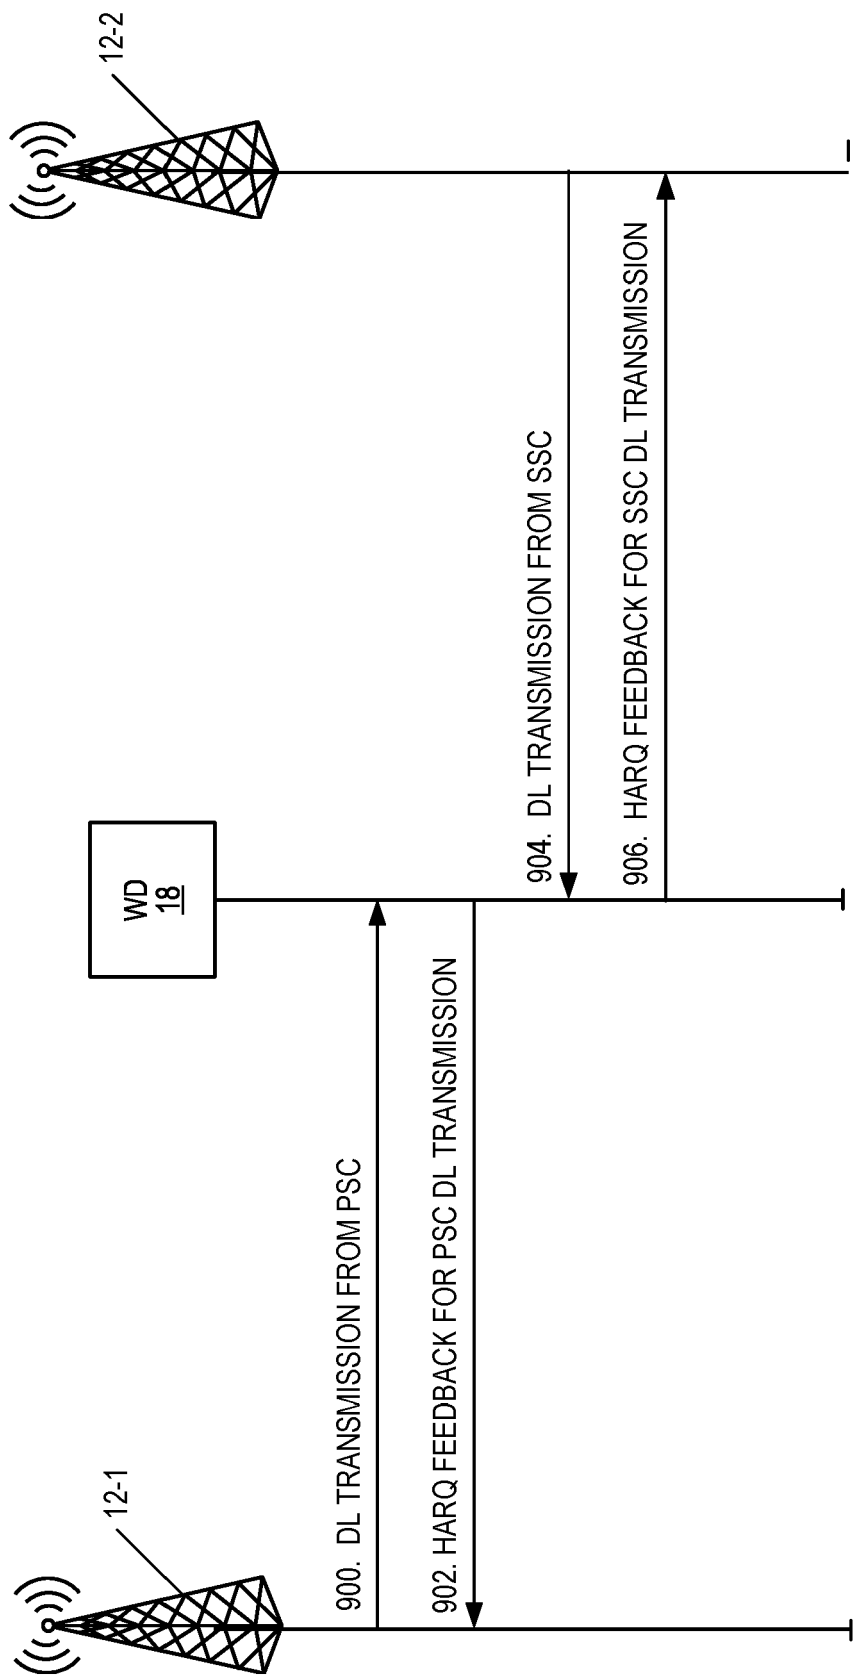 12-1
WD
18
12-2
900. DL TRANSMISSION FROM PSC
902. HARQ FEEDBACK FOR PSC DL TRANSMISSION
904. DL TRANSMISSION FROM SSC
906. HARQ FEEDBACK FOR SSC DL TRANSMISSION